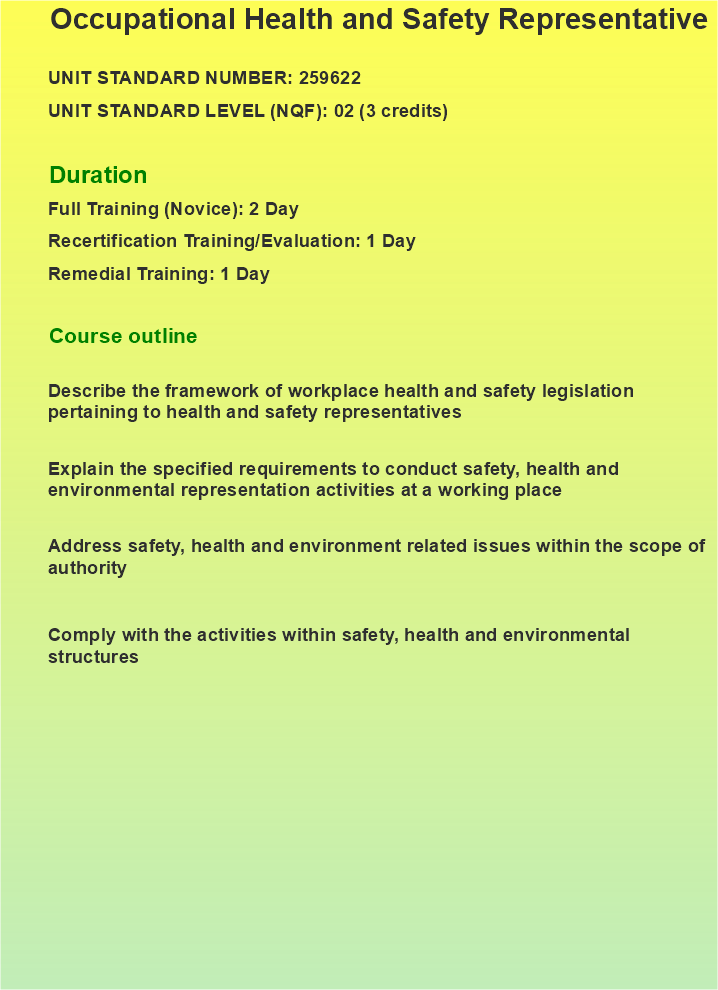 Occupational Health and Safety Representative
UNIT STANDARD NUMBER: 259622
UNIT STANDARD LEVEL (NQF): 02 (3 credits)
Duration
Full Training (Novice): 2 Day
Recertification Training/Evaluation: 1 Day
Remedial Training: 1 Day
Course outline
Describe the framework of workplace health and safety legislation
pertaining to health and safety representatives
Explain the specified requirements to conduct safety, health and
environmental representation activities at a working place
Address safety, health and environment related issues within the scope of
authority
Comply with the activities within safety, health and environmental
structures